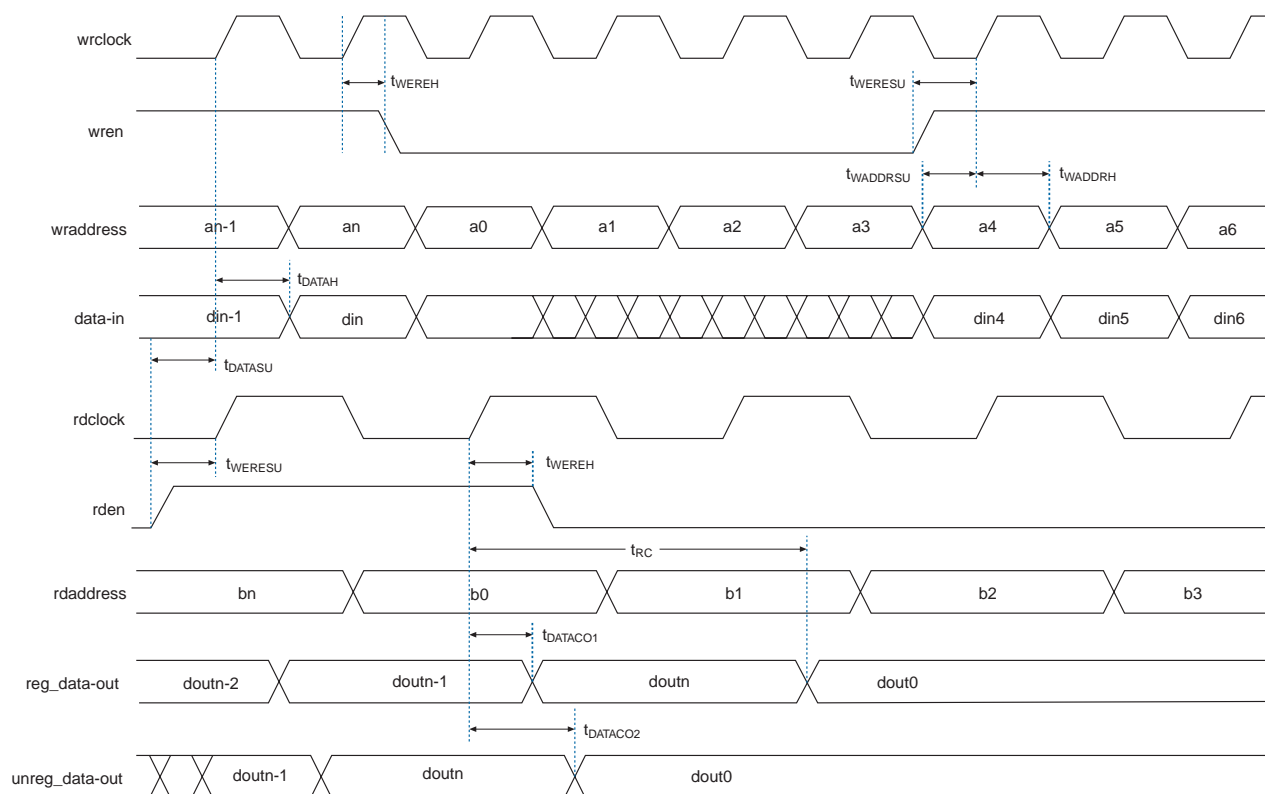 wrclock
tWEREH
tWERESU
wren
tWADDRSU
tWADDRH
wraddress an-1 an a0 a1 a2 a3 a4 a5 a6
tDATAH
data-in din-1 din din4 din5 din6
tDATASU
rdclock
tWERESU
tWEREH
rden
tRC
rdaddress bn b0 b1 b2 b3
tDATACO1
reg_data-out doutn-2 doutn-1 doutn dout0
tDATACO2
unreg_data-out doutn-1 doutn dout0